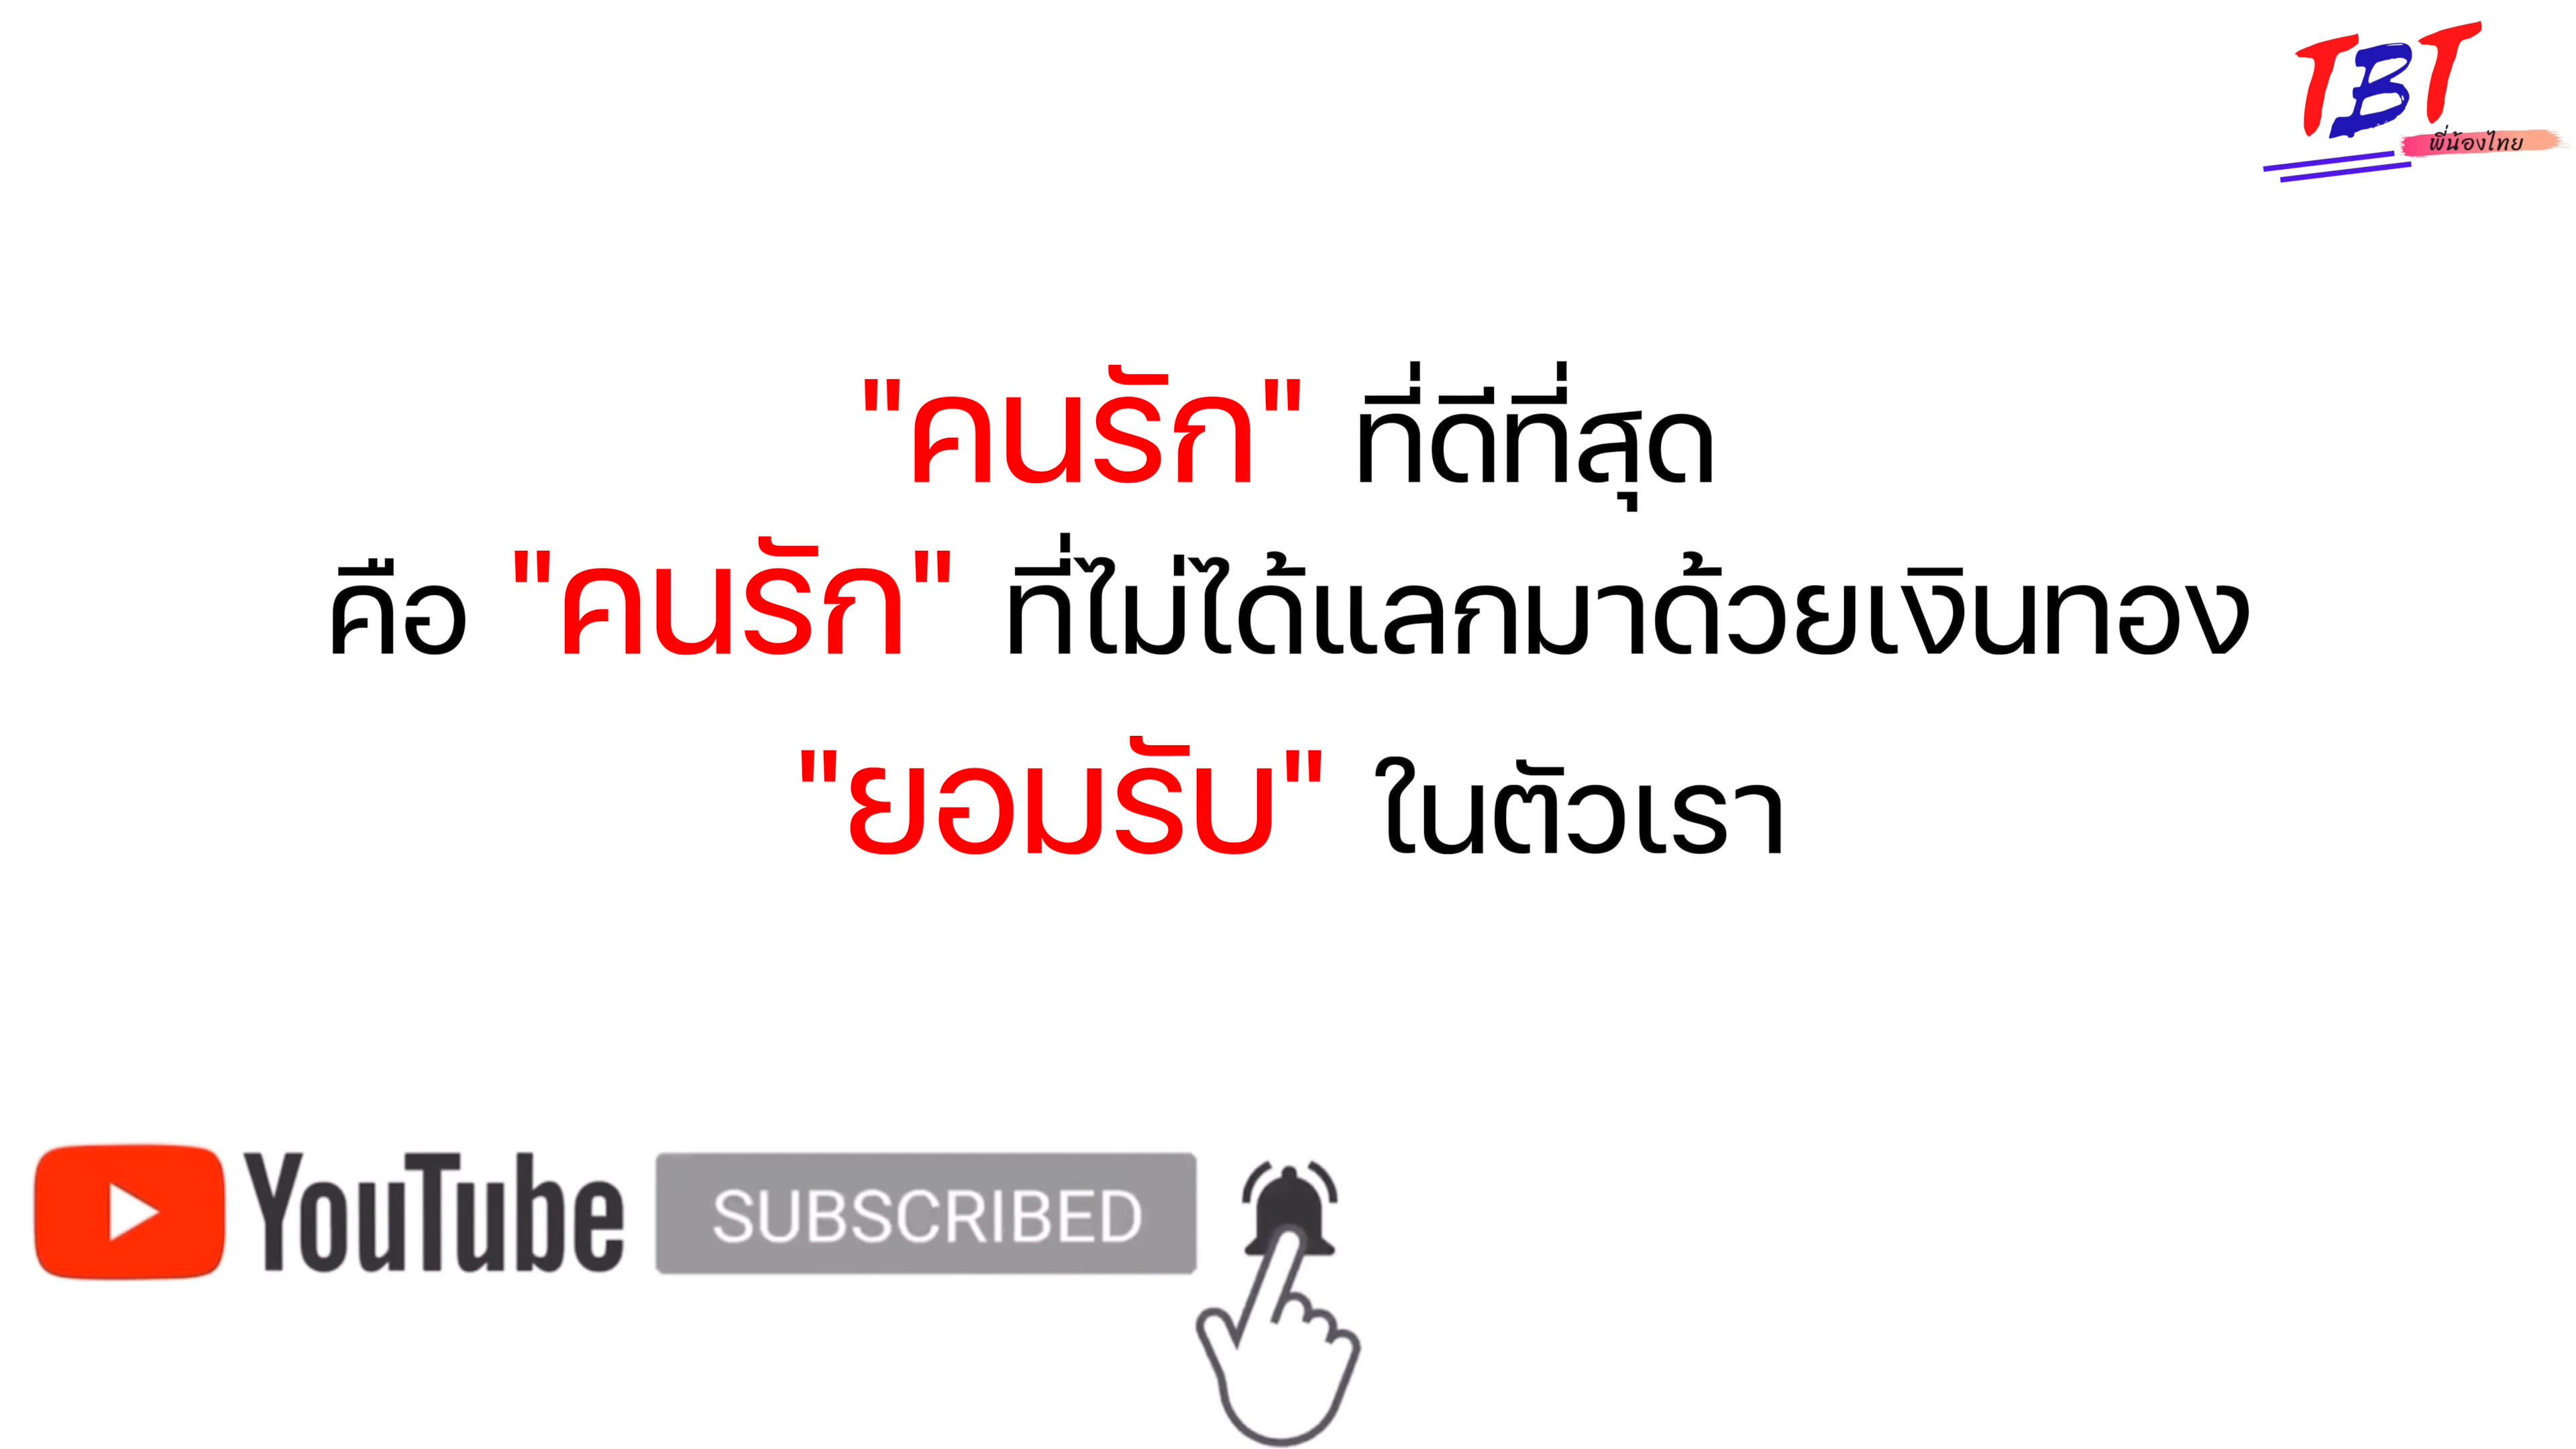 TBT
พี่น้องไทย
"คนรัก" ที่ดีที่สุด
คือ "คนรัก" ที่ไม่ได้แลกมาด้วยเงินทอง
"ยอมรับ" ในตัวเรา
YouTube SUBSCRIBED